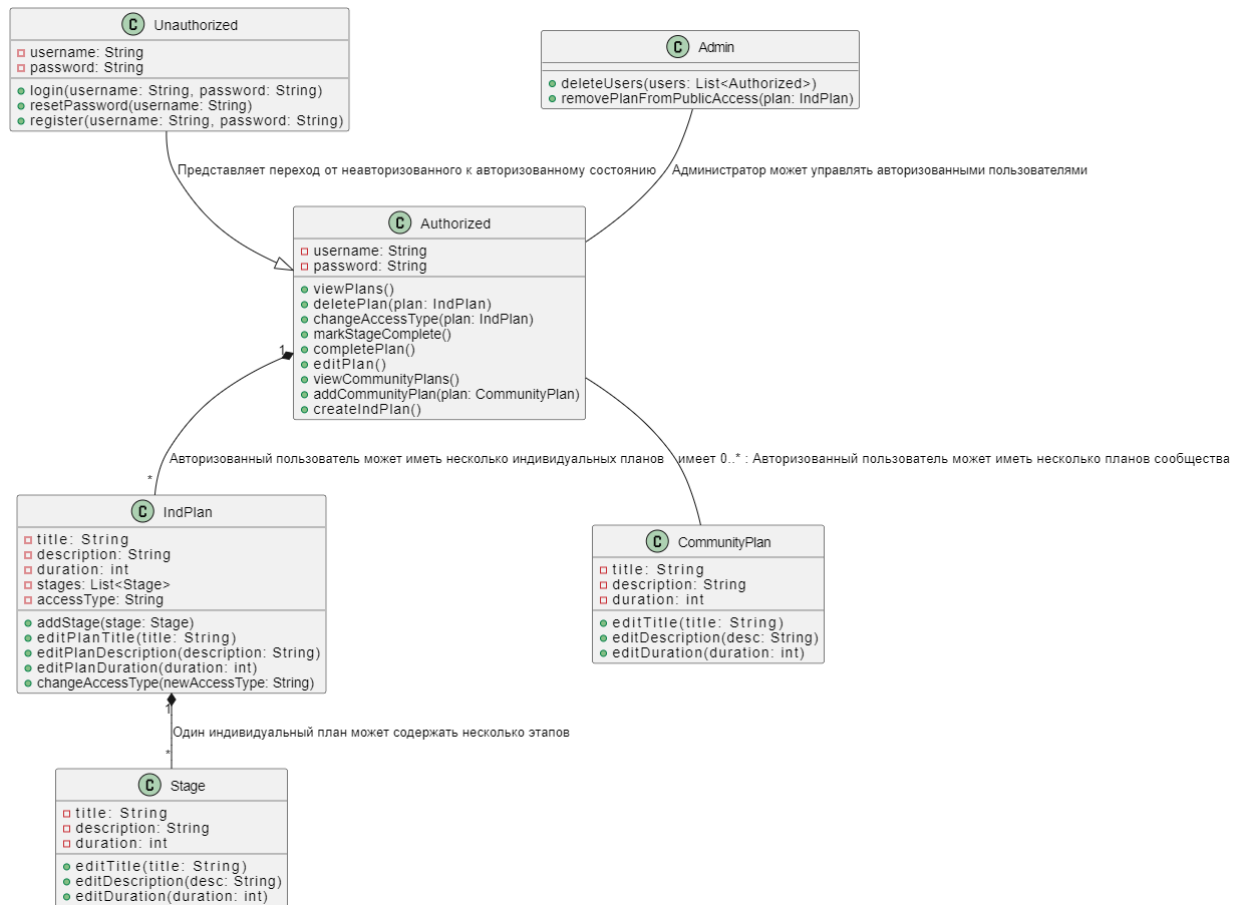 C Unauthorized
username: String
password: String
login(username: String, password: String)
resetPassword(username: String)
register(username: String, password: String)
C Admin
deleteUsers(users: List<Authorized>)
removePlanFromPublicAccess(plan: IndPlan)
Представляет переход от неавторизованного к авторизованному состоянию
Администратор может управлять авторизованными пользователями
C Authorized
username: String
password: String
viewPlans()
deletePlan(plan: IndPlan)
changeAccessType(plan: IndPlan)
markStageComplete()
completePlan()
editPlan()
viewCommunityPlans()
addCommunityPlan(plan: CommunityPlan)
createIndPlan()
1
Авторизованный пользователь может иметь несколько индивидуальных планов
имеет 0..* : Авторизованный пользователь может иметь несколько планов сообщества
*
C IndPlan
title: String
description: String
duration: int
stages: List<Stage>
accessType: String
addStage(stage: Stage)
editPlanTitle(title: String)
editPlanDescription(description: String)
editPlanDuration(duration: int)
changeAccessType(newAccessType: String)
C CommunityPlan
title: String
description: String
duration: int
editTitle(title: String)
editDescription(desc: String)
editDuration(duration: int)
1
Один индивидуальный план может содержать несколько этапов
*
C Stage
title: String
description: String
duration: int
editTitle(title: String)
editDescription(desc: String)
editDuration(duration: int)